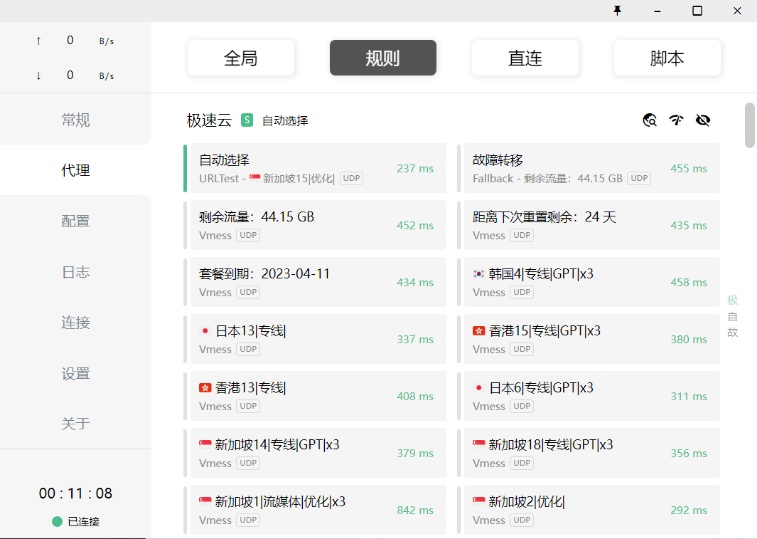 ↑ 0 B/s
↓ 0 B/s
常规
代理
配置
日志
连接
设置
关于
00 : 11 : 08
已连接
全局 规则 直连 脚本
极速云 S 自动选择
自动选择
URLTest - 新加坡15|优化| UDP
237 ms
故障转移
Fallback - 剩余流量：44.15 GB UDP
455 ms
剩余流量：44.15 GB
Vmess UDP
452 ms
距离下次重置剩余：24 天
Vmess UDP
435 ms
套餐到期：2023-04-11
Vmess UDP
434 ms
韩国4|专线|GPT|x3
Vmess UDP
458 ms
日本13|专线|
Vmess UDP
337 ms
香港15|专线|GPT|x3
Vmess UDP
380 ms
香港13|专线|
Vmess UDP
408 ms
日本6|专线|GPT|x3
Vmess UDP
311 ms
新加坡14|专线|GPT|x3
Vmess UDP
379 ms
新加坡18|专线|GPT|x3
Vmess UDP
356 ms
新加坡1|流媒体|优化|x3
Vmess UDP
842 ms
新加坡2|优化|
Vmess UDP
292 ms
极
自
故